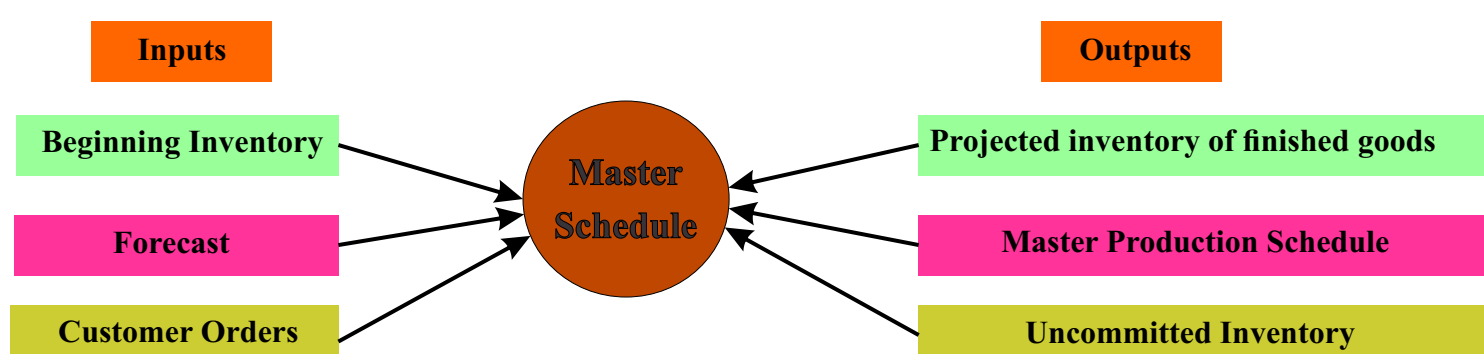 Inputs
Outputs
Beginning Inventory
Projected inventory of finished goods
Master
Schedule
Forecast
Master Production Schedule
Customer Orders
Uncommitted Inventory